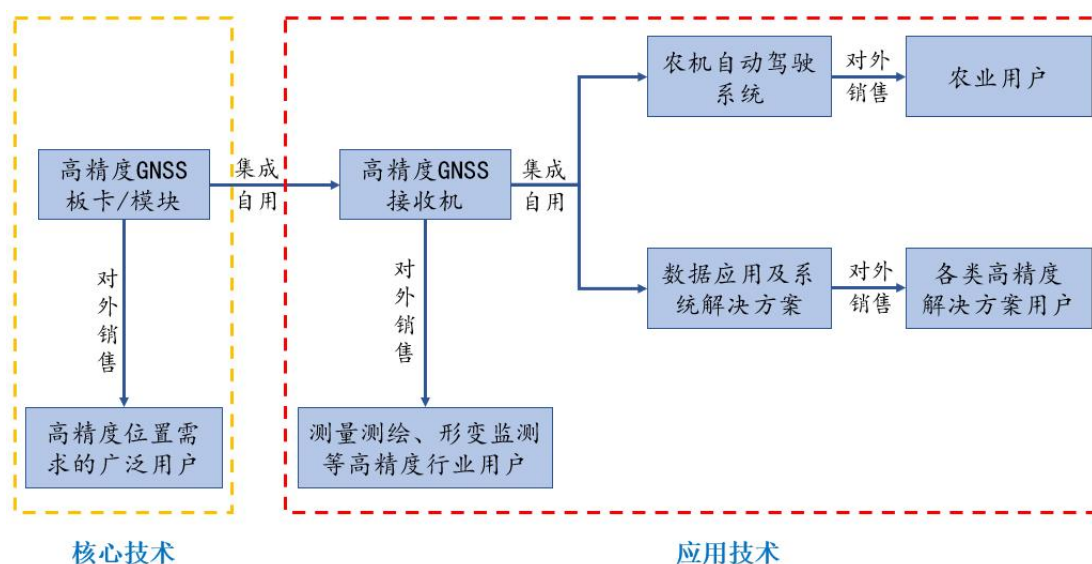 农机自动驾驶
系统
对外
销售
农业用户
高精度GNSS
板卡/模块
集成
自用
高精度GNSS
接收机
集成
自用
对
外
销
售
对
外
销
售
数据应用及系
统解决方案
对外
销售
各类高精度
解决方案用户
高精度位置需
求的广泛用户
测量测绘、形变监测
等高精度行业用户
核心技术
应用技术